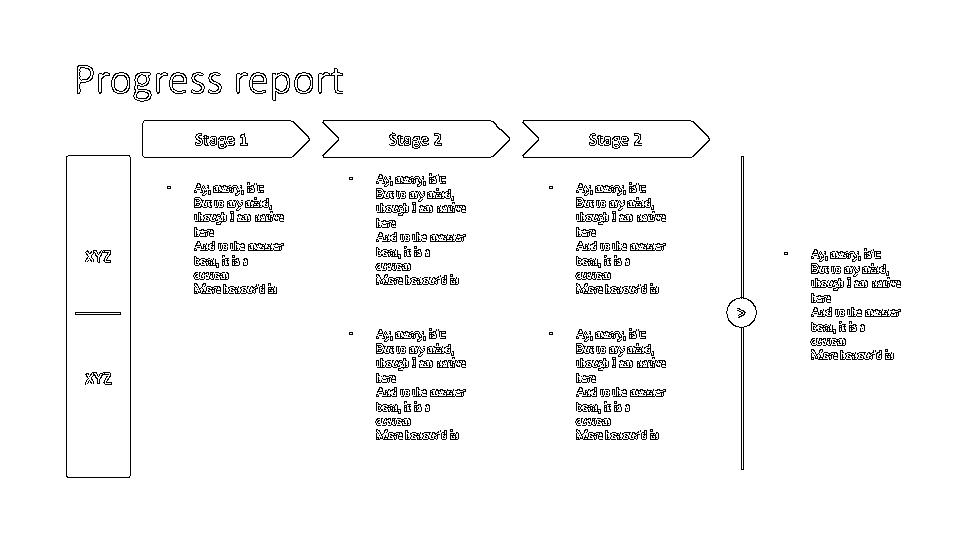 Progress report
Stage 1
Stage 2
Stage 2
XYZ
Ay, marry, is't:
But to my mind,
though I am native
here
And to the manner
born, it is a
custom
More honour'd in
Ay, marry, is't:
But to my mind,
though I am native
here
And to the manner
born, it is a
custom
More honour'd in
Ay, marry, is't:
But to my mind,
though I am native
here
And to the manner
born, it is a
custom
More honour'd in
XYZ
Ay, marry, is't:
But to my mind,
though I am native
here
And to the manner
born, it is a
custom
More honour'd in
Ay, marry, is't:
But to my mind,
though I am native
here
And to the manner
born, it is a
custom
More honour'd in
>
Ay, marry, is't:
But to my mind,
though I am native
here
And to the manner
born, it is a
custom
More honour'd in